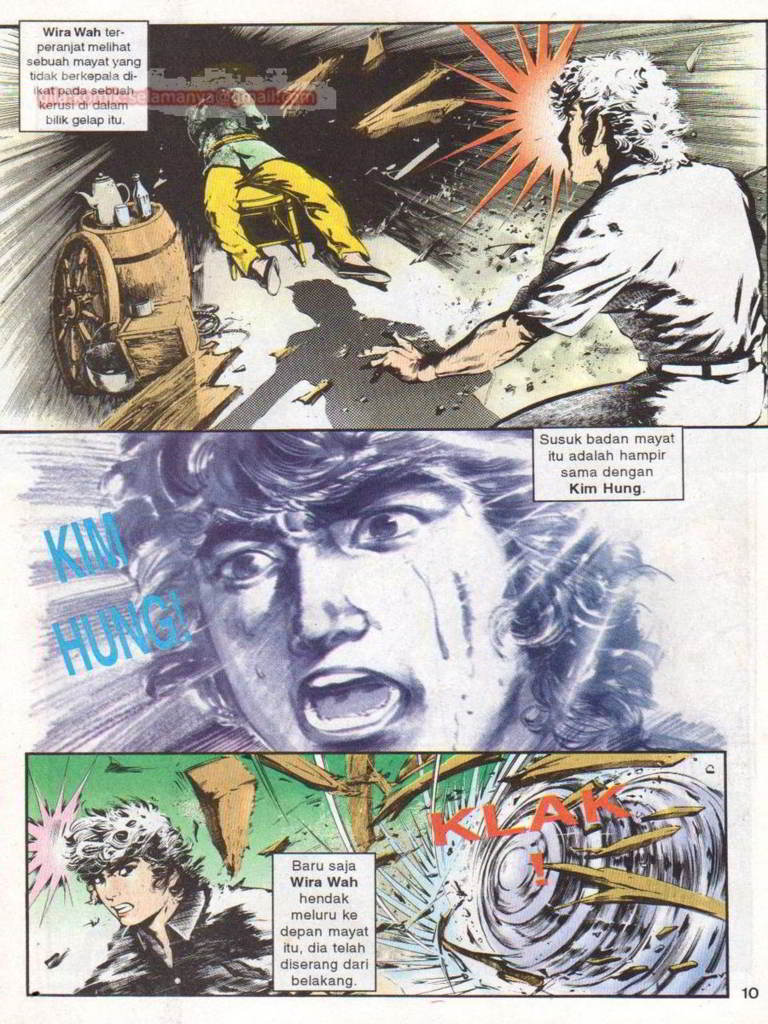 Wira Wah ter-
peranjat melihat
sebuah mayat yang
tidak berkepala di-
ikat pada sebuah
kerusi di dalam
bilik gelap itu.
Susuk badan mayat
itu adalah hampir
sama dengan
Kim Hung.
KIM
HUNG!
KLAK
!
Baru saja
Wira Wah
hendak
meluru ke
depan mayat
itu, dia telah
diserang dari
belakang.
10